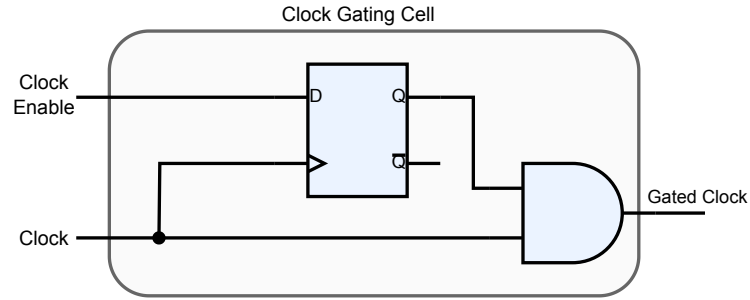 Clock Gating Cell
Clock
Enable
D
Q
Q̅
Clock
Gated Clock